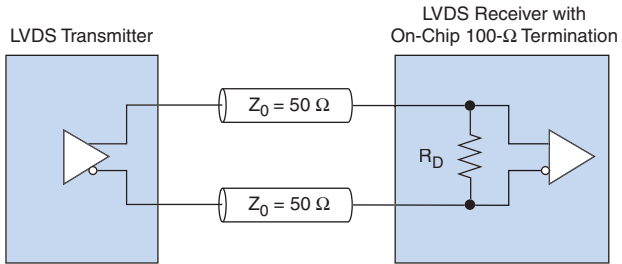 LVDS Transmitter
LVDS Receiver with
On-Chip 100-Ω Termination
Z0 = 50 Ω
RD
Z0 = 50 Ω